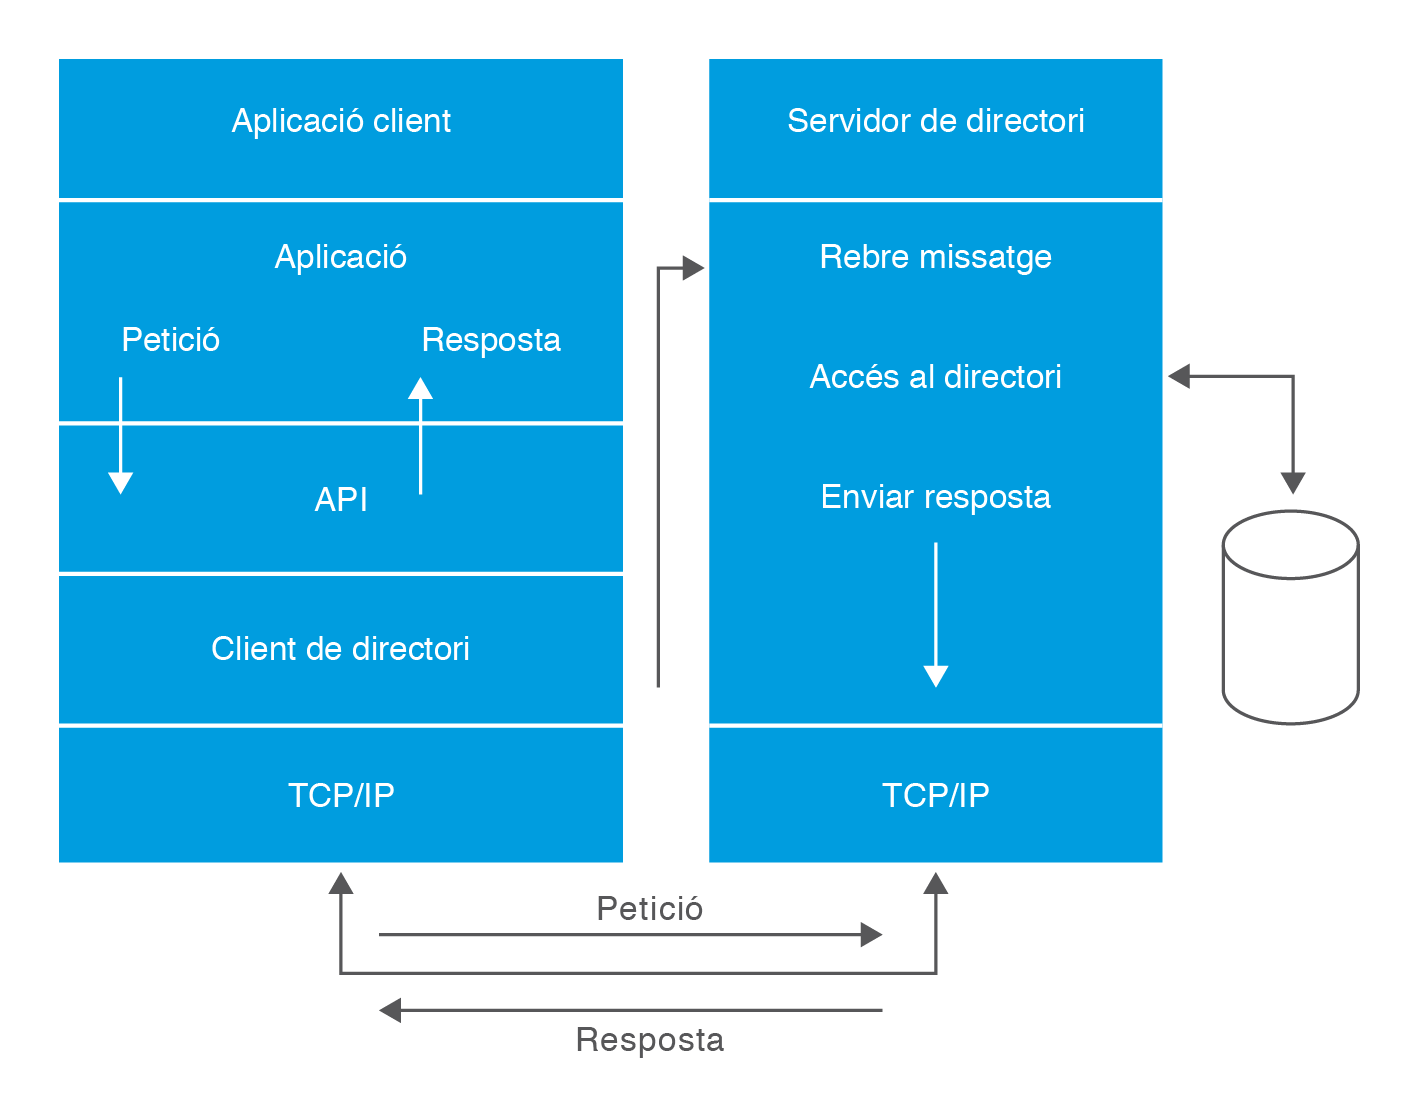 Aplicació client
Aplicació
Petició
Resposta
API
Client de directori
TCP/IP
Servidor de directori
Rebre missatge
Accés al directori
Enviar resposta
TCP/IP
Petició
Resposta